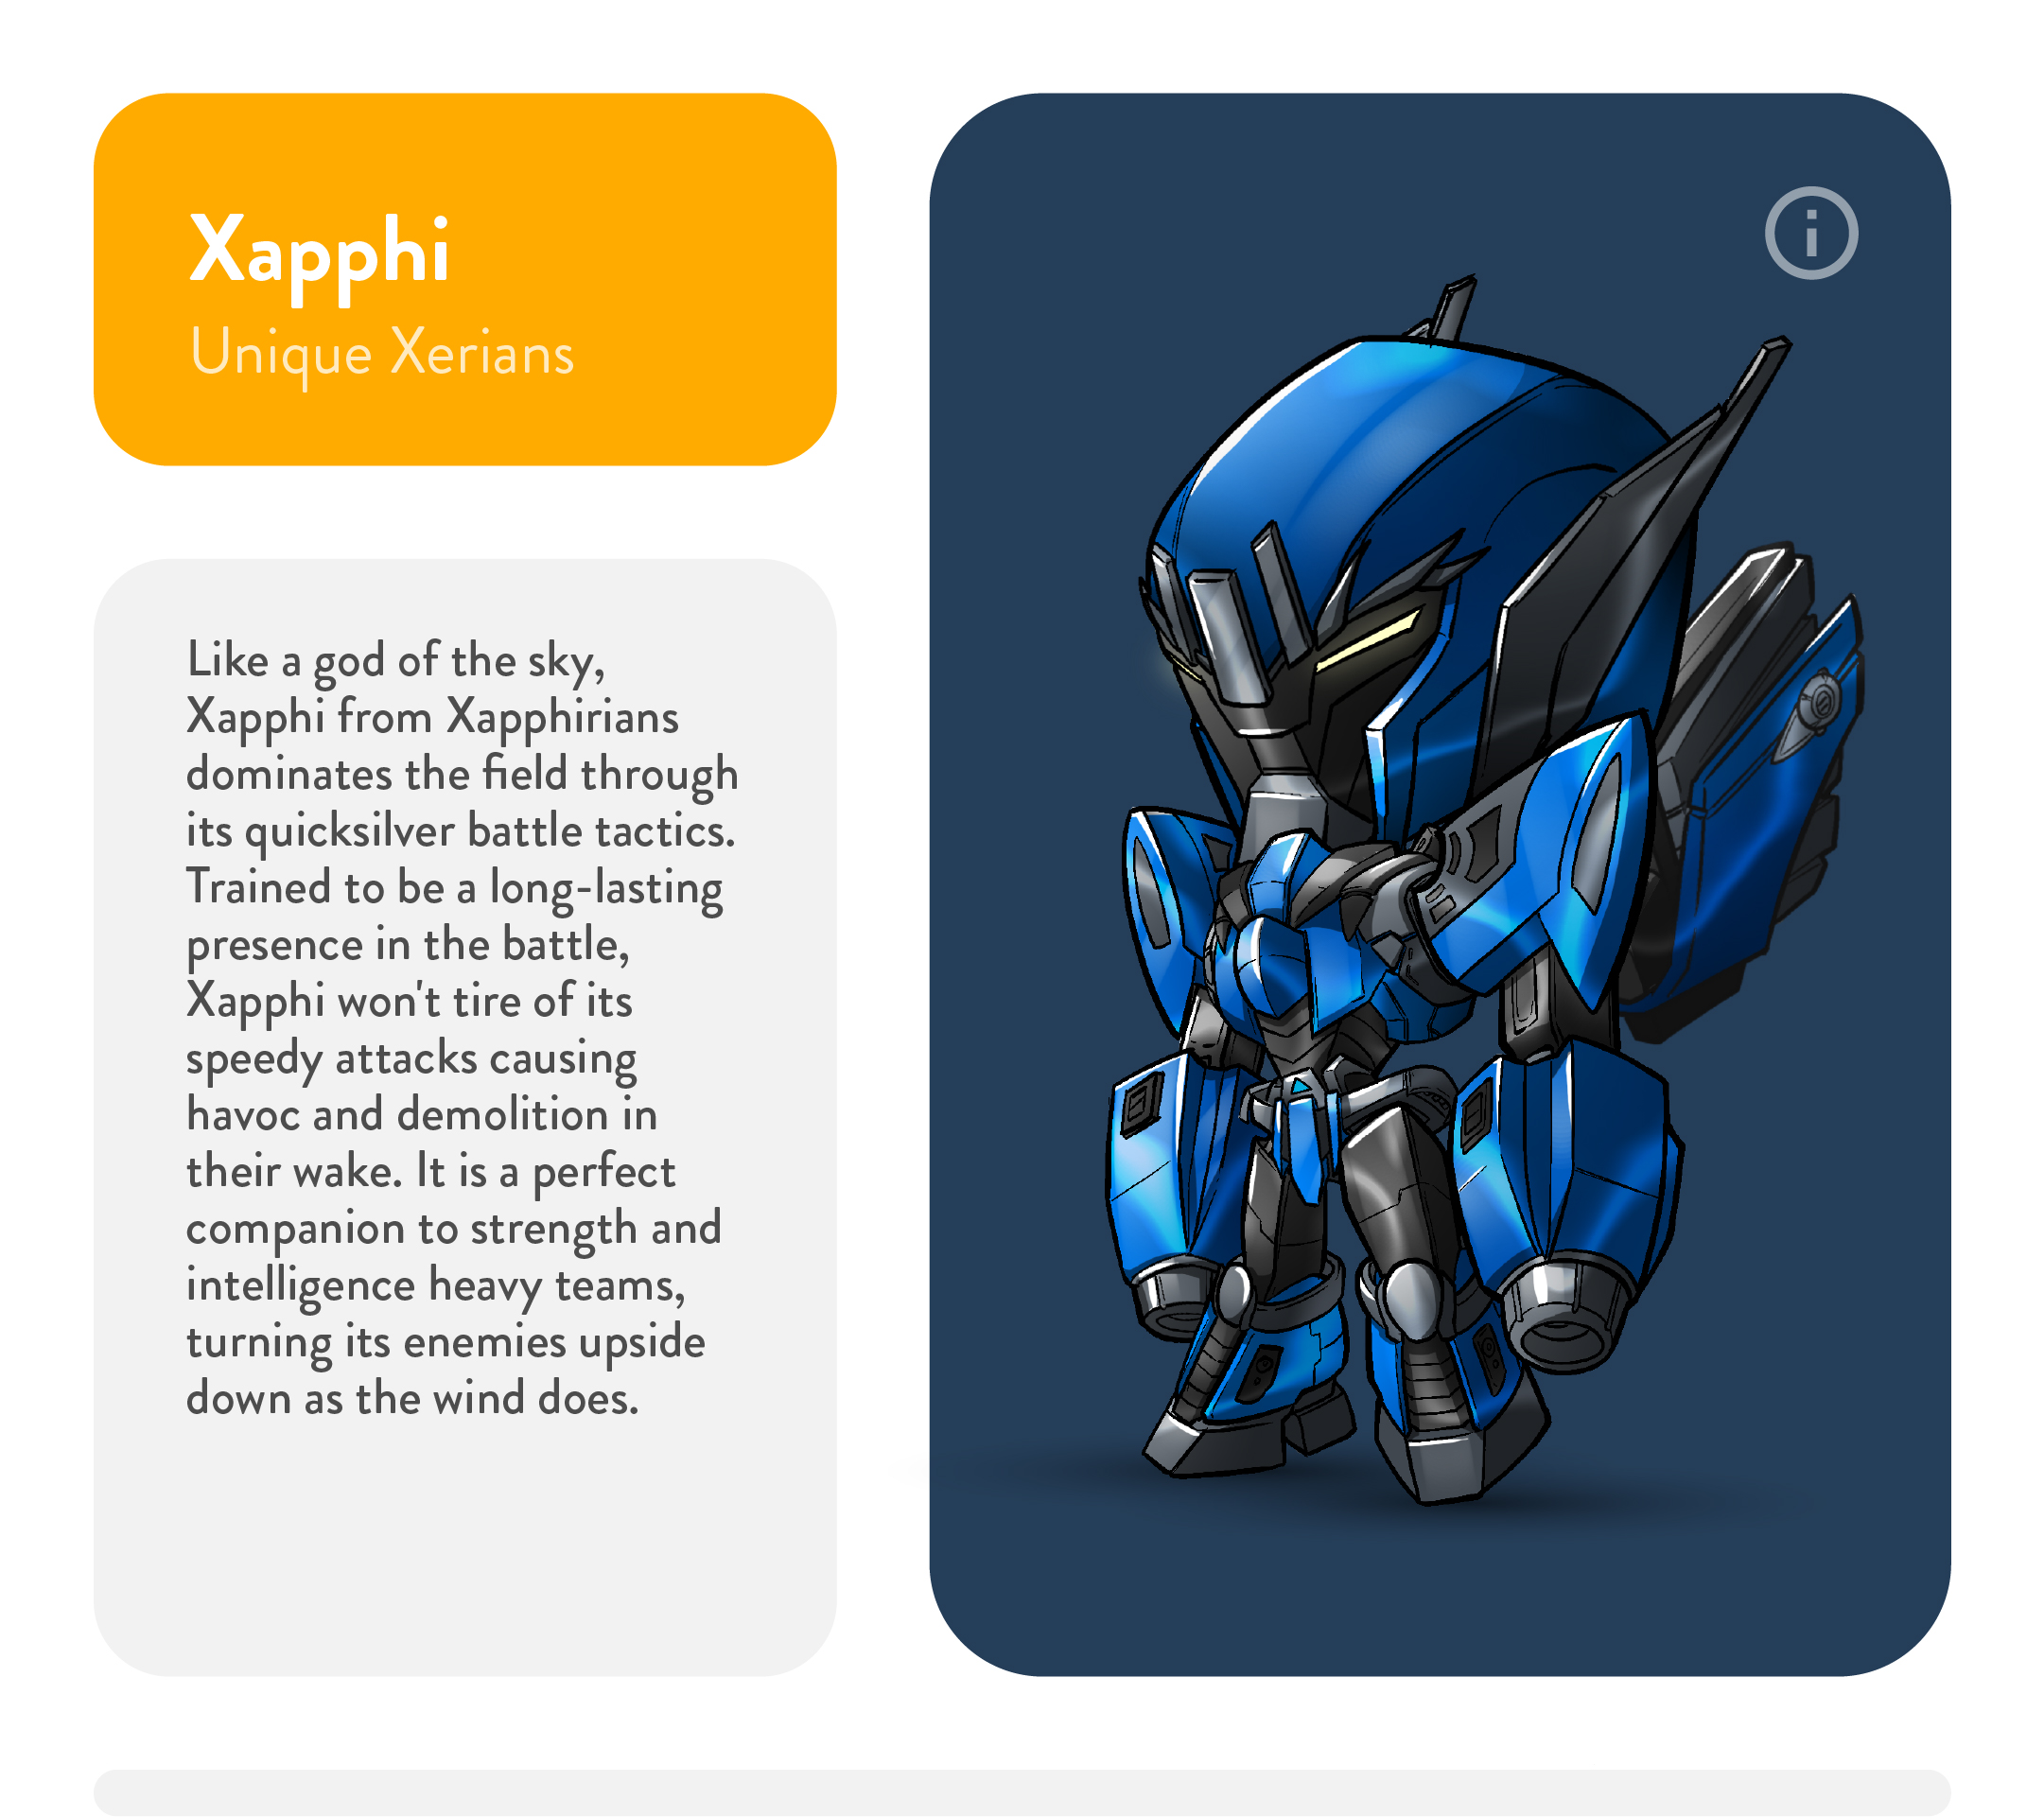 Xapphi
Unique Xerians
Like a god of the sky,
Xapphi from Xapphirians
dominates the field through
its quicksilver battle tactics.
Trained to be a long-lasting
presence in the battle,
Xapphi won't tire of its
speedy attacks causing
havoc and demolition in
their wake. It is a perfect
companion to strength and
intelligence heavy teams,
turning its enemies upside
down as the wind does.